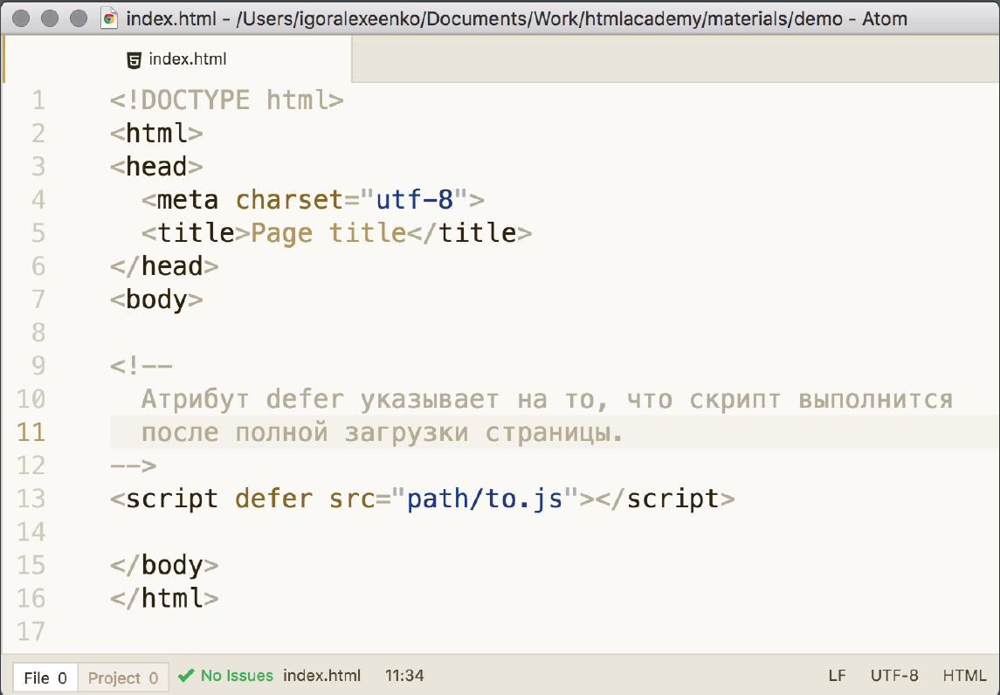 index.html - /Users/igoralexeenko/Documents/Work/htmlacademy/materials/demo - Atom
index.html
1 <!DOCTYPE html>
2 <html>
3 <head>
4 <meta charset="utf-8">
5 <title>Page title</title>
6 </head>
7 <body>
8
9 <!--
10 Атрибут defer указывает на то, что скрипт выполнится
11 после полной загрузки страницы.
12 -->
13 <script defer src="path/to.js"></script>
14
15 </body>
16 </html>
17
File 0 Project 0 No Issues index.html 11:34 LF UTF-8 HTML